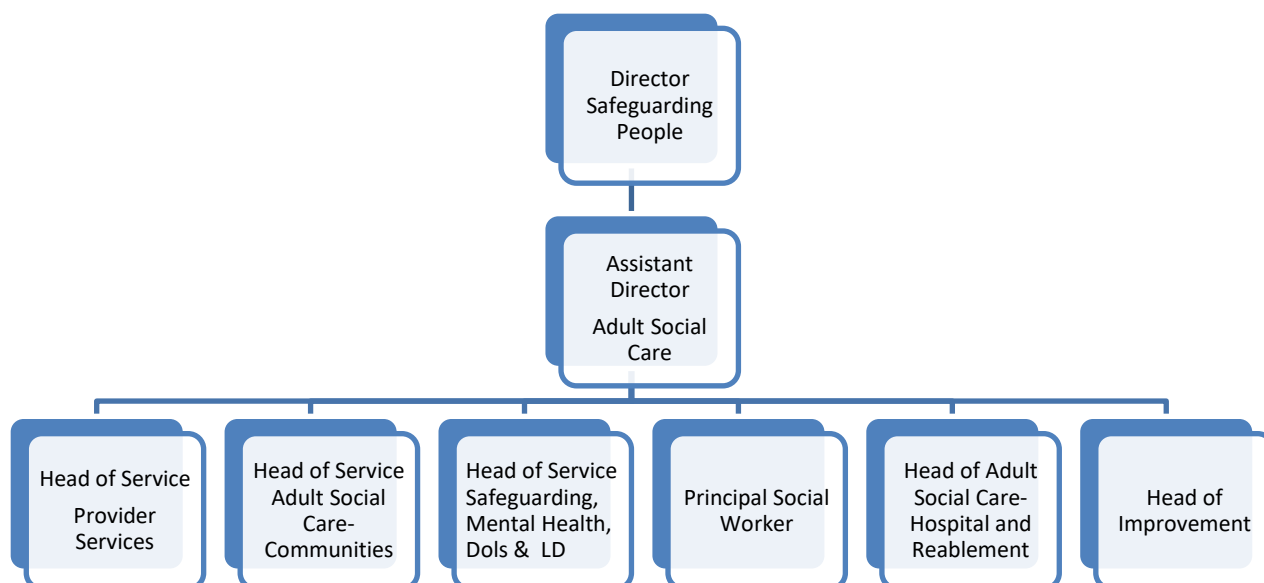 Director
Safeguarding
People
Assistant
Director
Adult Social
Care
Head of Service
Provider
Services
Head of Service
Adult Social
Care-
Communities
Head of Service
Safeguarding,
Mental Health,
Dols & LD
Principal Social
Worker
Head of Adult
Social Care-
Hospital and
Reablement
Head of
Improvement